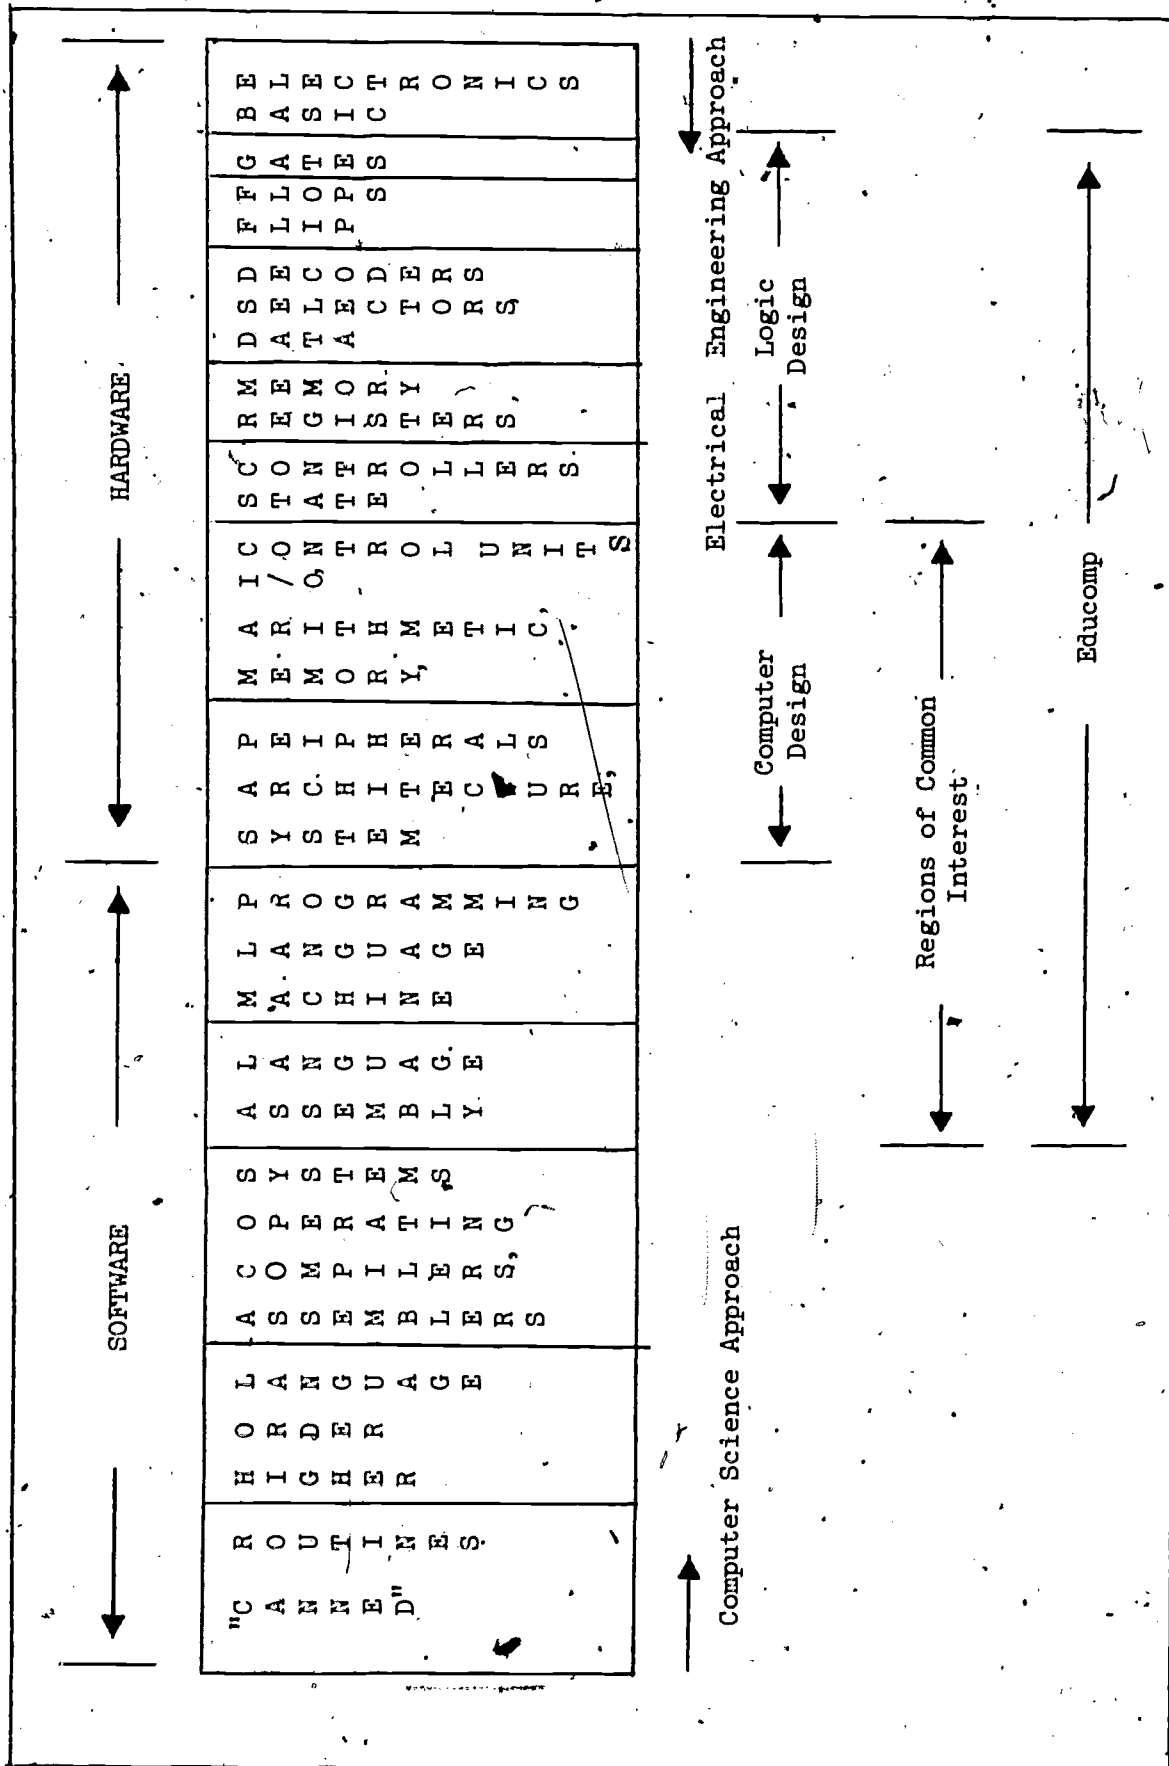 SOFTWARE
HARDWARE
"CANNED"
ROUTINES
HIGHER
ORDER
LANGUAGE
ASSEMBLERS
COMPILERS,
OPERATING
SYSTEMS
ASSEMBLY
LANGUAGE
MACHINE
LANGUAGE
PROGRAMMING
SYSTEM
ARCHITECTURE,
PERIPHERALS
MEMORY,
ARITHMETIC,
I/O,
CONTROL UNITS
STATE
CONTROLLERS
REGISTERS,
MEMORY
DATA
SELECTORS,
DECODERS
FLIP
FLOPS
GATES
BASIC
ELECTRONICS
Computer Science Approach
Electrical Engineering Approach
Computer
Design
Logic
Design
Regions of Common
Interest
Educomp